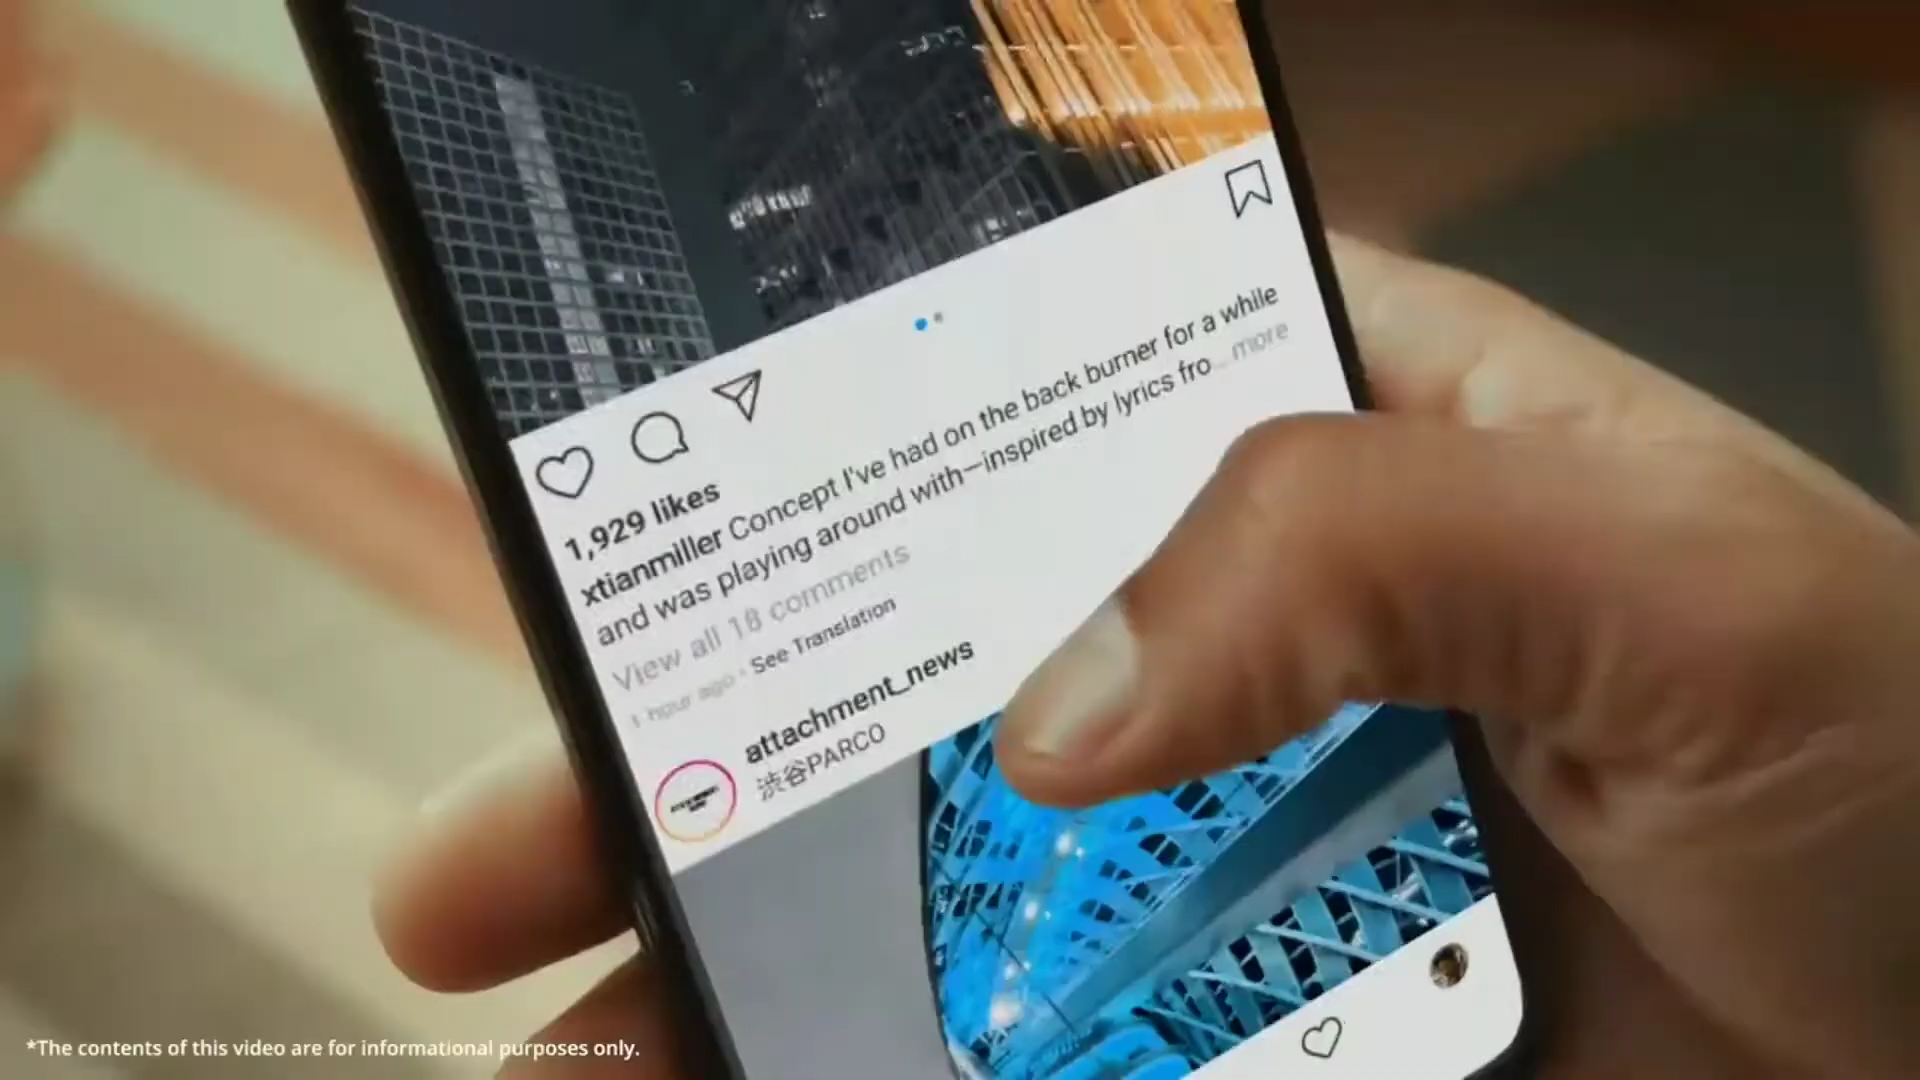 1,929 likes
xtianmiller Concept I've had on the back burner for a while
and was playing around with—inspired by lyrics fro... more
View all 18 comments
1 hour ago · See Translation
attachment_news
渋谷PARCO
*The contents of this video are for informational purposes only.